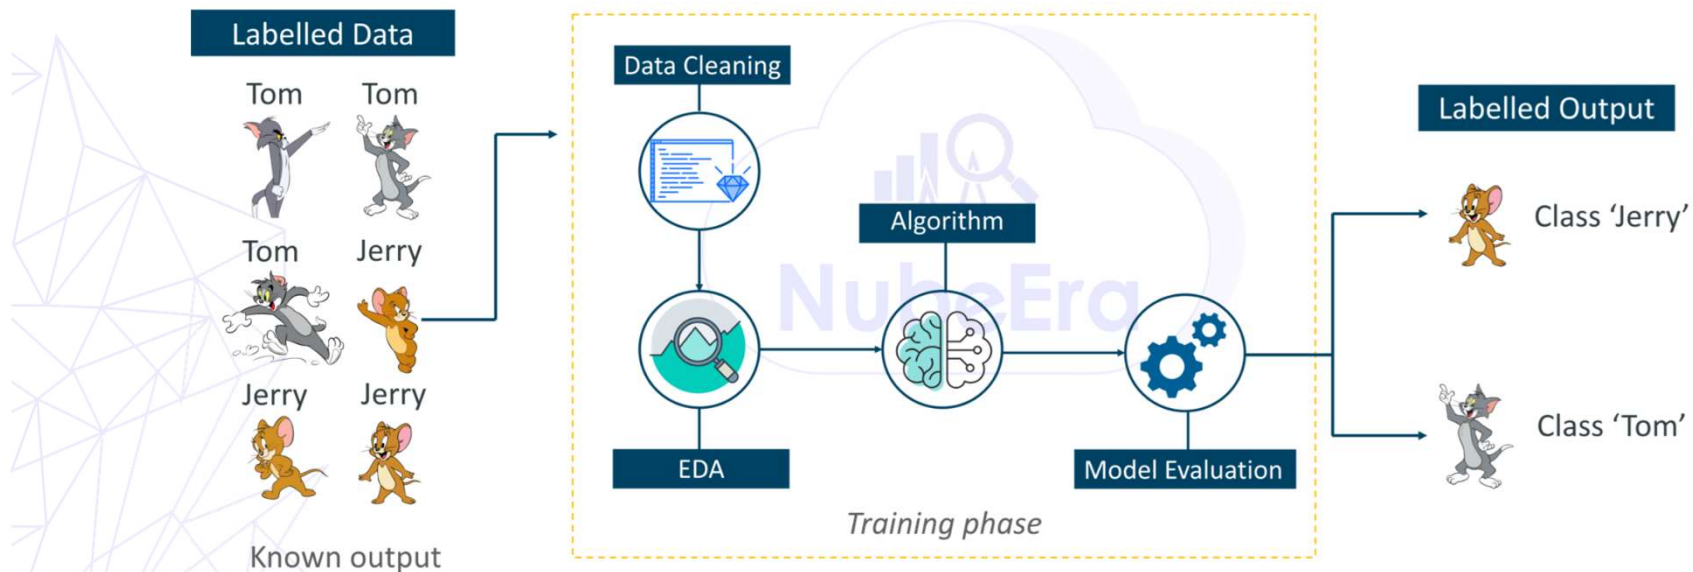 Labelled Data
Tom Tom
Tom Jerry
Jerry Jerry
Known output
Data Cleaning
EDA
Algorithm
Model Evaluation
NubeEra
Training phase
Labelled Output
Class ‘Jerry’
Class ‘Tom’